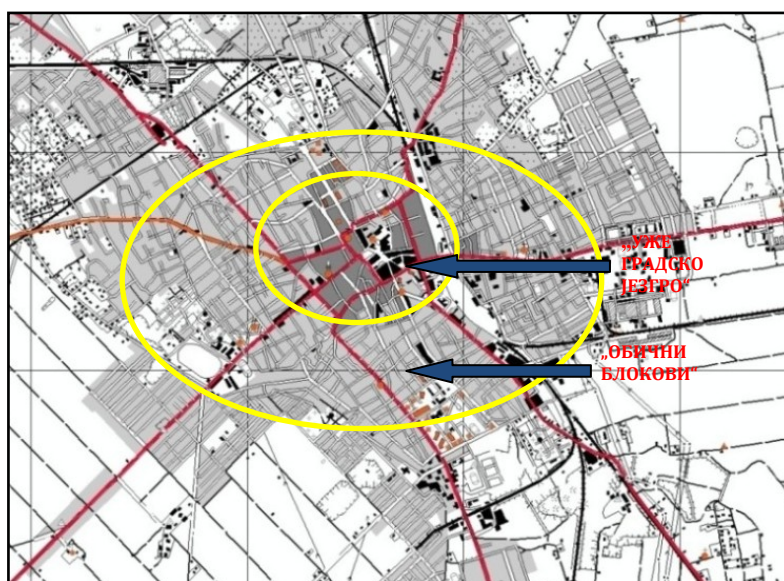 „УЖЕ
ГРАДСКО
ЈЕЗГРО“
„ОБИЧНИ
БЛОКОВИ“